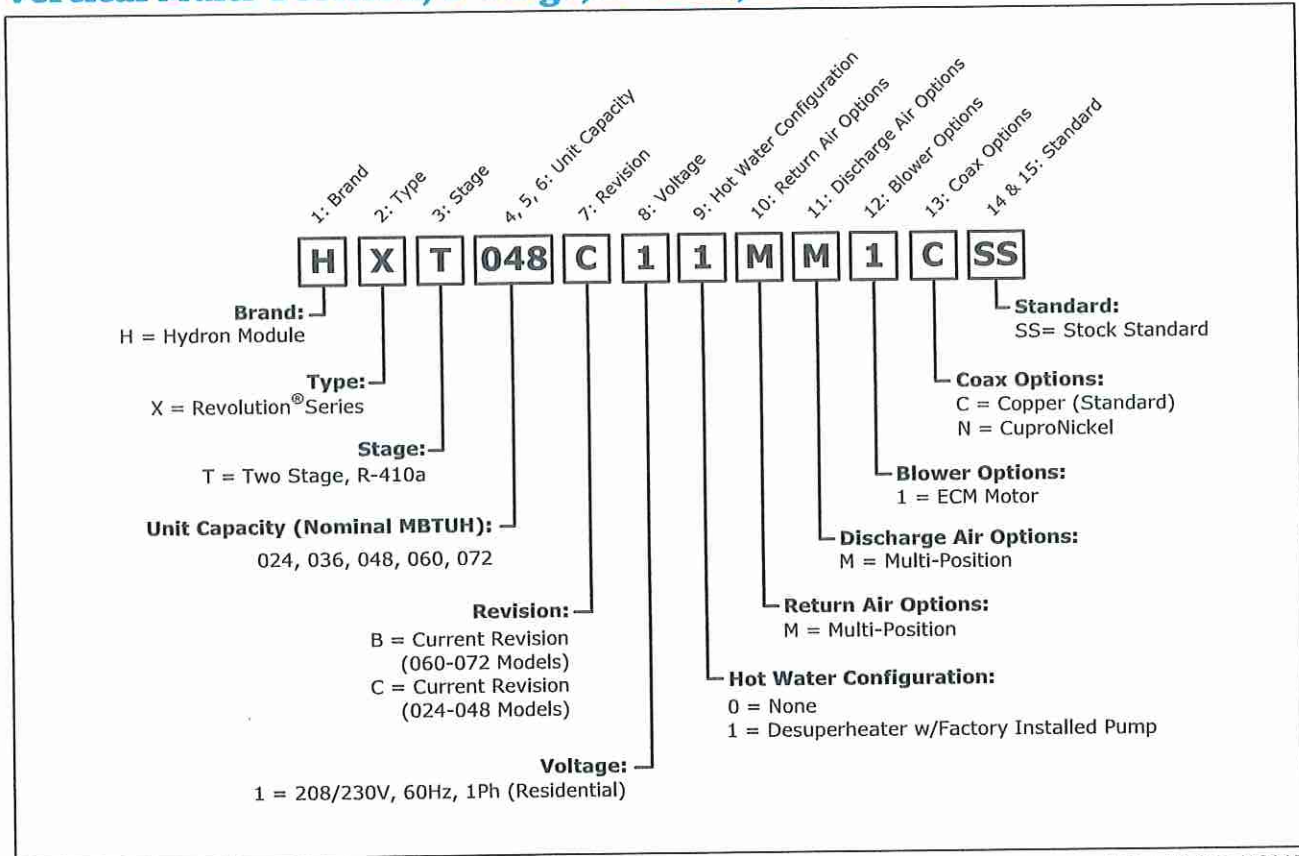 1: Brand
2: Type
3: Stage
4, 5, 6: Unit Capacity
7: Revision
8: Voltage
9: Hot Water Configuration
10: Return Air Options
11: Discharge Air Options
12: Blower Options
13: Coax Options
14 & 15: Standard
H X T 048 C 1 1 M M 1 C SS
Brand:
H = Hydron Module
Type:
X = Revolution® Series
Stage:
T = Two Stage, R-410a
Unit Capacity (Nominal MBTUH):
024, 036, 048, 060, 072
Revision:
B = Current Revision
(060-072 Models)
C = Current Revision
(024-048 Models)
Voltage:
1 = 208/230V, 60Hz, 1Ph (Residential)
Standard:
SS= Stock Standard
Coax Options:
C = Copper (Standard)
N = CuproNickel
Blower Options:
1 = ECM Motor
Discharge Air Options:
M = Multi-Position
Return Air Options:
M = Multi-Position
Hot Water Configuration:
0 = None
1 = Desuperheater w/Factory Installed Pump